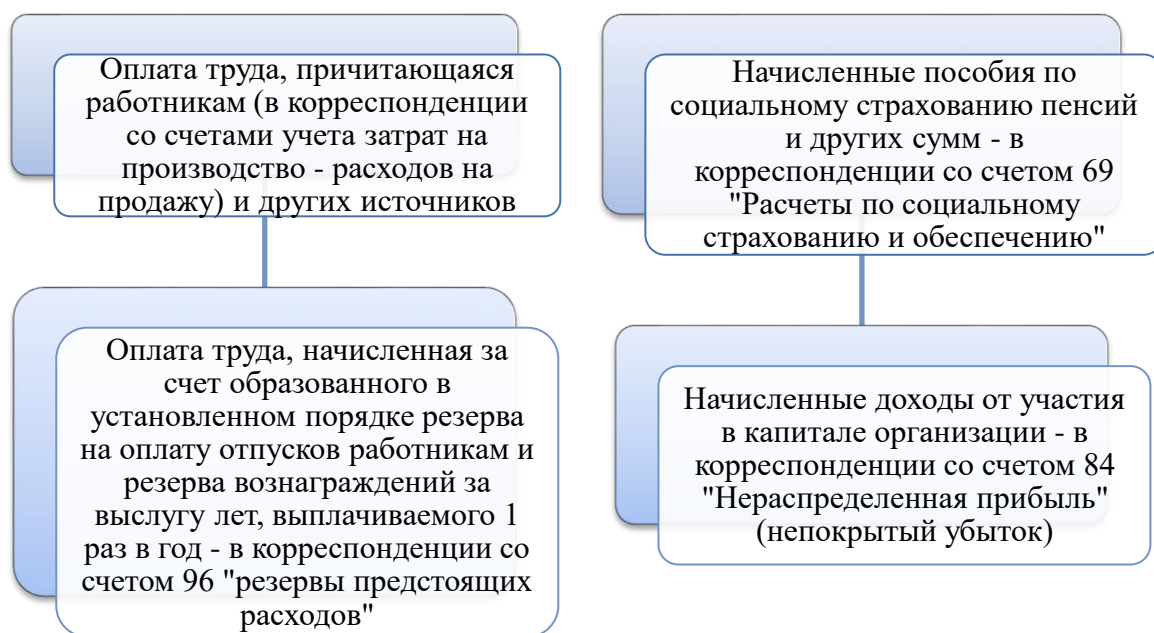 Оплата труда, причитающаяся
работникам (в корреспонденции
со счетами учета затрат на
производство - расходов на
продажу) и других источников
Оплата труда, начисленная за
счет образованного в
установленном порядке резерва
на оплату отпусков работникам и
резерва вознаграждений за
выслугу лет, выплачиваемого 1
раз в год - в корреспонденции со
счетом 96 "резервы предстоящих
расходов"
Начисленные пособия по
социальному страхованию пенсий
и других сумм - в
корреспонденции со счетом 69
"Расчеты по социальному
страхованию и обеспечению"
Начисленные доходы от участия
в капитале организации - в
корреспонденции со счетом 84
"Нераспределенная прибыль"
(непокрытый убыток)